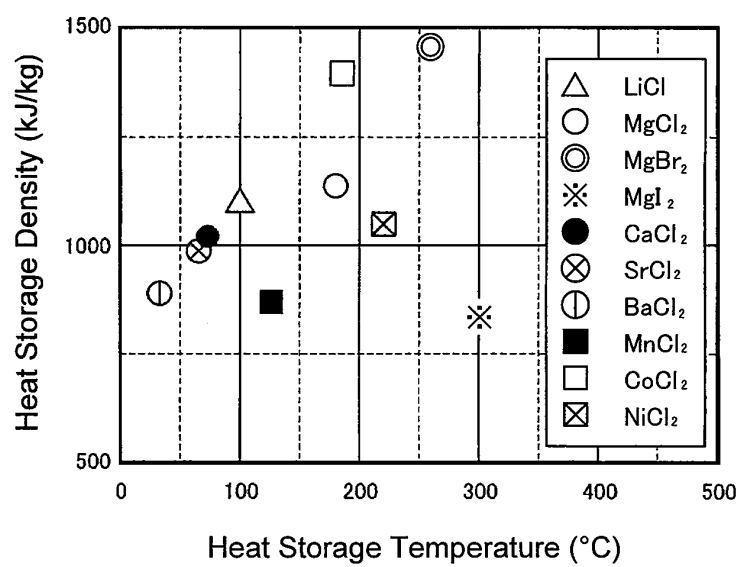 Heat Storage Density (kJ/kg)
1500
1000
500
LiCl
MgCl₂
MgBr₂
MgI₂
CaCl₂
SrCl₂
BaCl₂
MnCl₂
CoCl₂
NiCl₂
0 100 200 300 400 500
Heat Storage Temperature (°C)